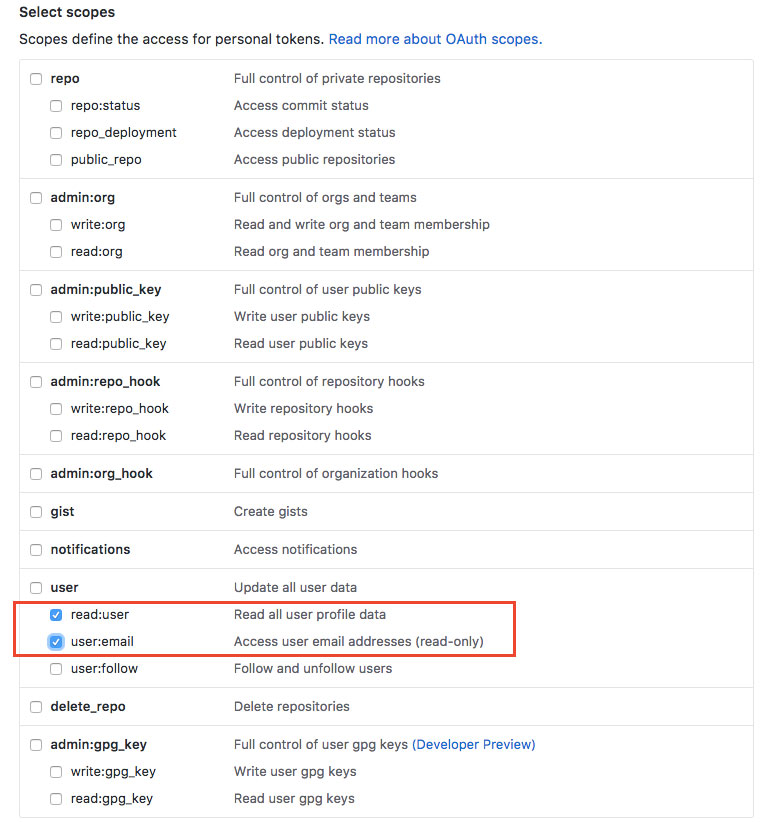 Select scopes
Scopes define the access for personal tokens. Read more about OAuth scopes.
repo Full control of private repositories
repo:status Access commit status
repo_deployment Access deployment status
public_repo Access public repositories
admin:org Full control of orgs and teams
write:org Read and write org and team membership
read:org Read org and team membership
admin:public_key Full control of user public keys
write:public_key Write user public keys
read:public_key Read user public keys
admin:repo_hook Full control of repository hooks
write:repo_hook Write repository hooks
read:repo_hook Read repository hooks
admin:org_hook Full control of organization hooks
gist Create gists
notifications Access notifications
user Update all user data
read:user Read all user profile data
user:email Access user email addresses (read-only)
user:follow Follow and unfollow users
delete_repo Delete repositories
admin:gpg_key Full control of user gpg keys (Developer Preview)
write:gpg_key Write user gpg keys
read:gpg_key Read user gpg keys